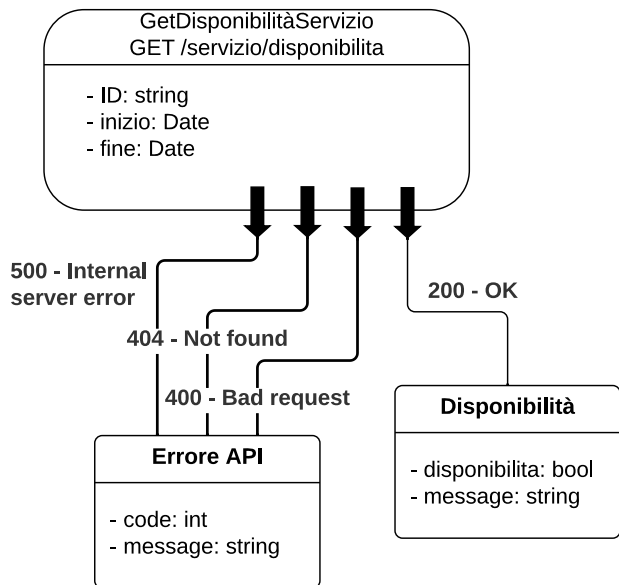 GetDisponibilitàServizio
GET /servizio/disponibilita
- ID: string
- inizio: Date
- fine: Date
500 - Internal
server error
200 - OK
404 - Not found
400 - Bad request
Disponibilità
- disponibilita: bool
- message: string
Errore API
- code: int
- message: string